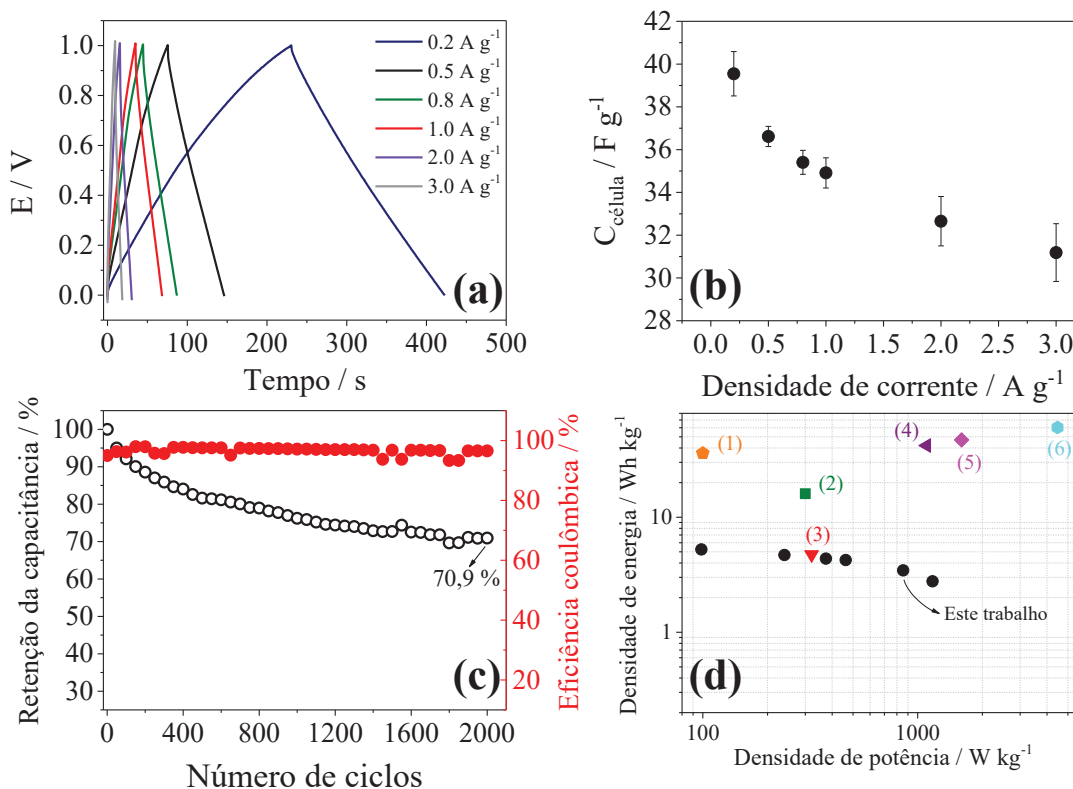 E / V
1.0
0.8
0.6
0.4
0.2
0.0
0 100 200 300 400 500
Tempo / s
0.2 A g⁻¹
0.5 A g⁻¹
0.8 A g⁻¹
1.0 A g⁻¹
2.0 A g⁻¹
3.0 A g⁻¹
(a)
C célula / F g⁻¹
42
40
38
36
34
32
30
28
0.0 0.5 1.0 1.5 2.0 2.5 3.0
Densidade de corrente / A g⁻¹
(b)
Retenção da capacitância / %
100
90
80
70
60
50
40
30
0 400 800 1200 1600 2000
Número de ciclos
70,9 %
(c)
100
80
60
40
20
Eficiência coulômbica / %
Densidade de energia / Wh kg⁻¹
10
1
100 1000
Densidade de potência / W kg⁻¹
(1)
(2)
(3)
(4)
(5)
(6)
Este trabalho
(d)